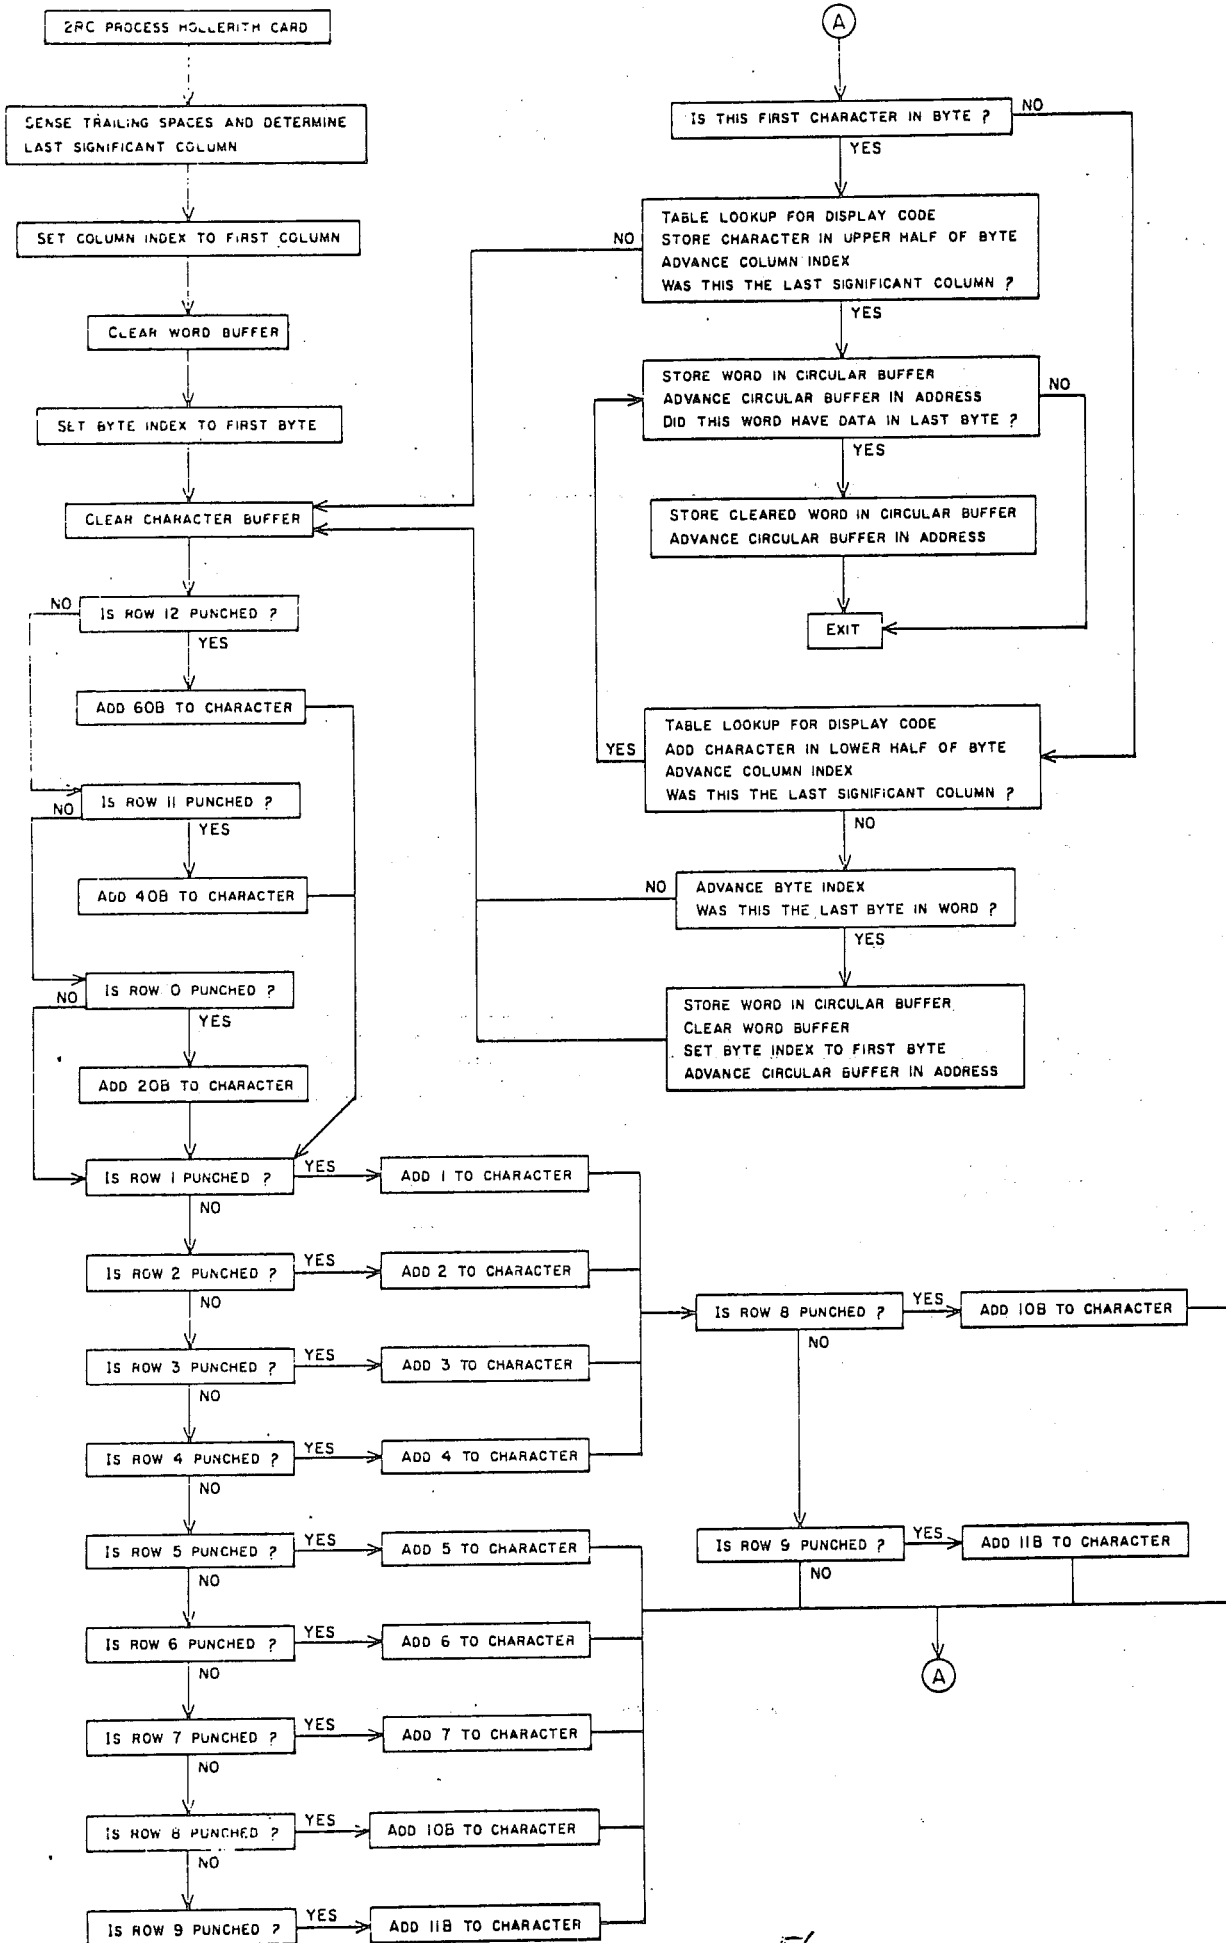 2RC PROCESS HOLLERITH CARD
SENSE TRAILING SPACES AND DETERMINE
LAST SIGNIFICANT COLUMN
SET COLUMN INDEX TO FIRST COLUMN
CLEAR WORD BUFFER
SET BYTE INDEX TO FIRST BYTE
CLEAR CHARACTER BUFFER
IS ROW 12 PUNCHED ?
NO
YES
ADD 60B TO CHARACTER
IS ROW 11 PUNCHED ?
NO
YES
ADD 40B TO CHARACTER
IS ROW 0 PUNCHED ?
NO
YES
ADD 20B TO CHARACTER
IS ROW 1 PUNCHED ?
YES
ADD 1 TO CHARACTER
NO
IS ROW 2 PUNCHED ?
YES
ADD 2 TO CHARACTER
NO
IS ROW 3 PUNCHED ?
YES
ADD 3 TO CHARACTER
NO
IS ROW 4 PUNCHED ?
YES
ADD 4 TO CHARACTER
NO
IS ROW 5 PUNCHED ?
YES
ADD 5 TO CHARACTER
NO
IS ROW 6 PUNCHED ?
YES
ADD 6 TO CHARACTER
NO
IS ROW 7 PUNCHED ?
YES
ADD 7 TO CHARACTER
NO
IS ROW 8 PUNCHED ?
YES
ADD 10B TO CHARACTER
NO
IS ROW 9 PUNCHED ?
YES
ADD 11B TO CHARACTER
IS ROW 8 PUNCHED ?
YES
ADD 10B TO CHARACTER
NO
IS ROW 9 PUNCHED ?
YES
ADD 11B TO CHARACTER
NO
A
A
IS THIS FIRST CHARACTER IN BYTE ?
NO
YES
TABLE LOOKUP FOR DISPLAY CODE
STORE CHARACTER IN UPPER HALF OF BYTE
ADVANCE COLUMN INDEX
WAS THIS THE LAST SIGNIFICANT COLUMN ?
NO
YES
STORE WORD IN CIRCULAR BUFFER
ADVANCE CIRCULAR BUFFER IN ADDRESS
DID THIS WORD HAVE DATA IN LAST BYTE ?
NO
YES
STORE CLEARED WORD IN CIRCULAR BUFFER
ADVANCE CIRCULAR BUFFER IN ADDRESS
EXIT
TABLE LOOKUP FOR DISPLAY CODE
ADD CHARACTER IN LOWER HALF OF BYTE
ADVANCE COLUMN INDEX
WAS THIS THE LAST SIGNIFICANT COLUMN ?
YES
NO
ADVANCE BYTE INDEX
WAS THIS THE LAST BYTE IN WORD ?
NO
YES
STORE WORD IN CIRCULAR BUFFER
CLEAR WORD BUFFER
SET BYTE INDEX TO FIRST BYTE
ADVANCE CIRCULAR BUFFER IN ADDRESS